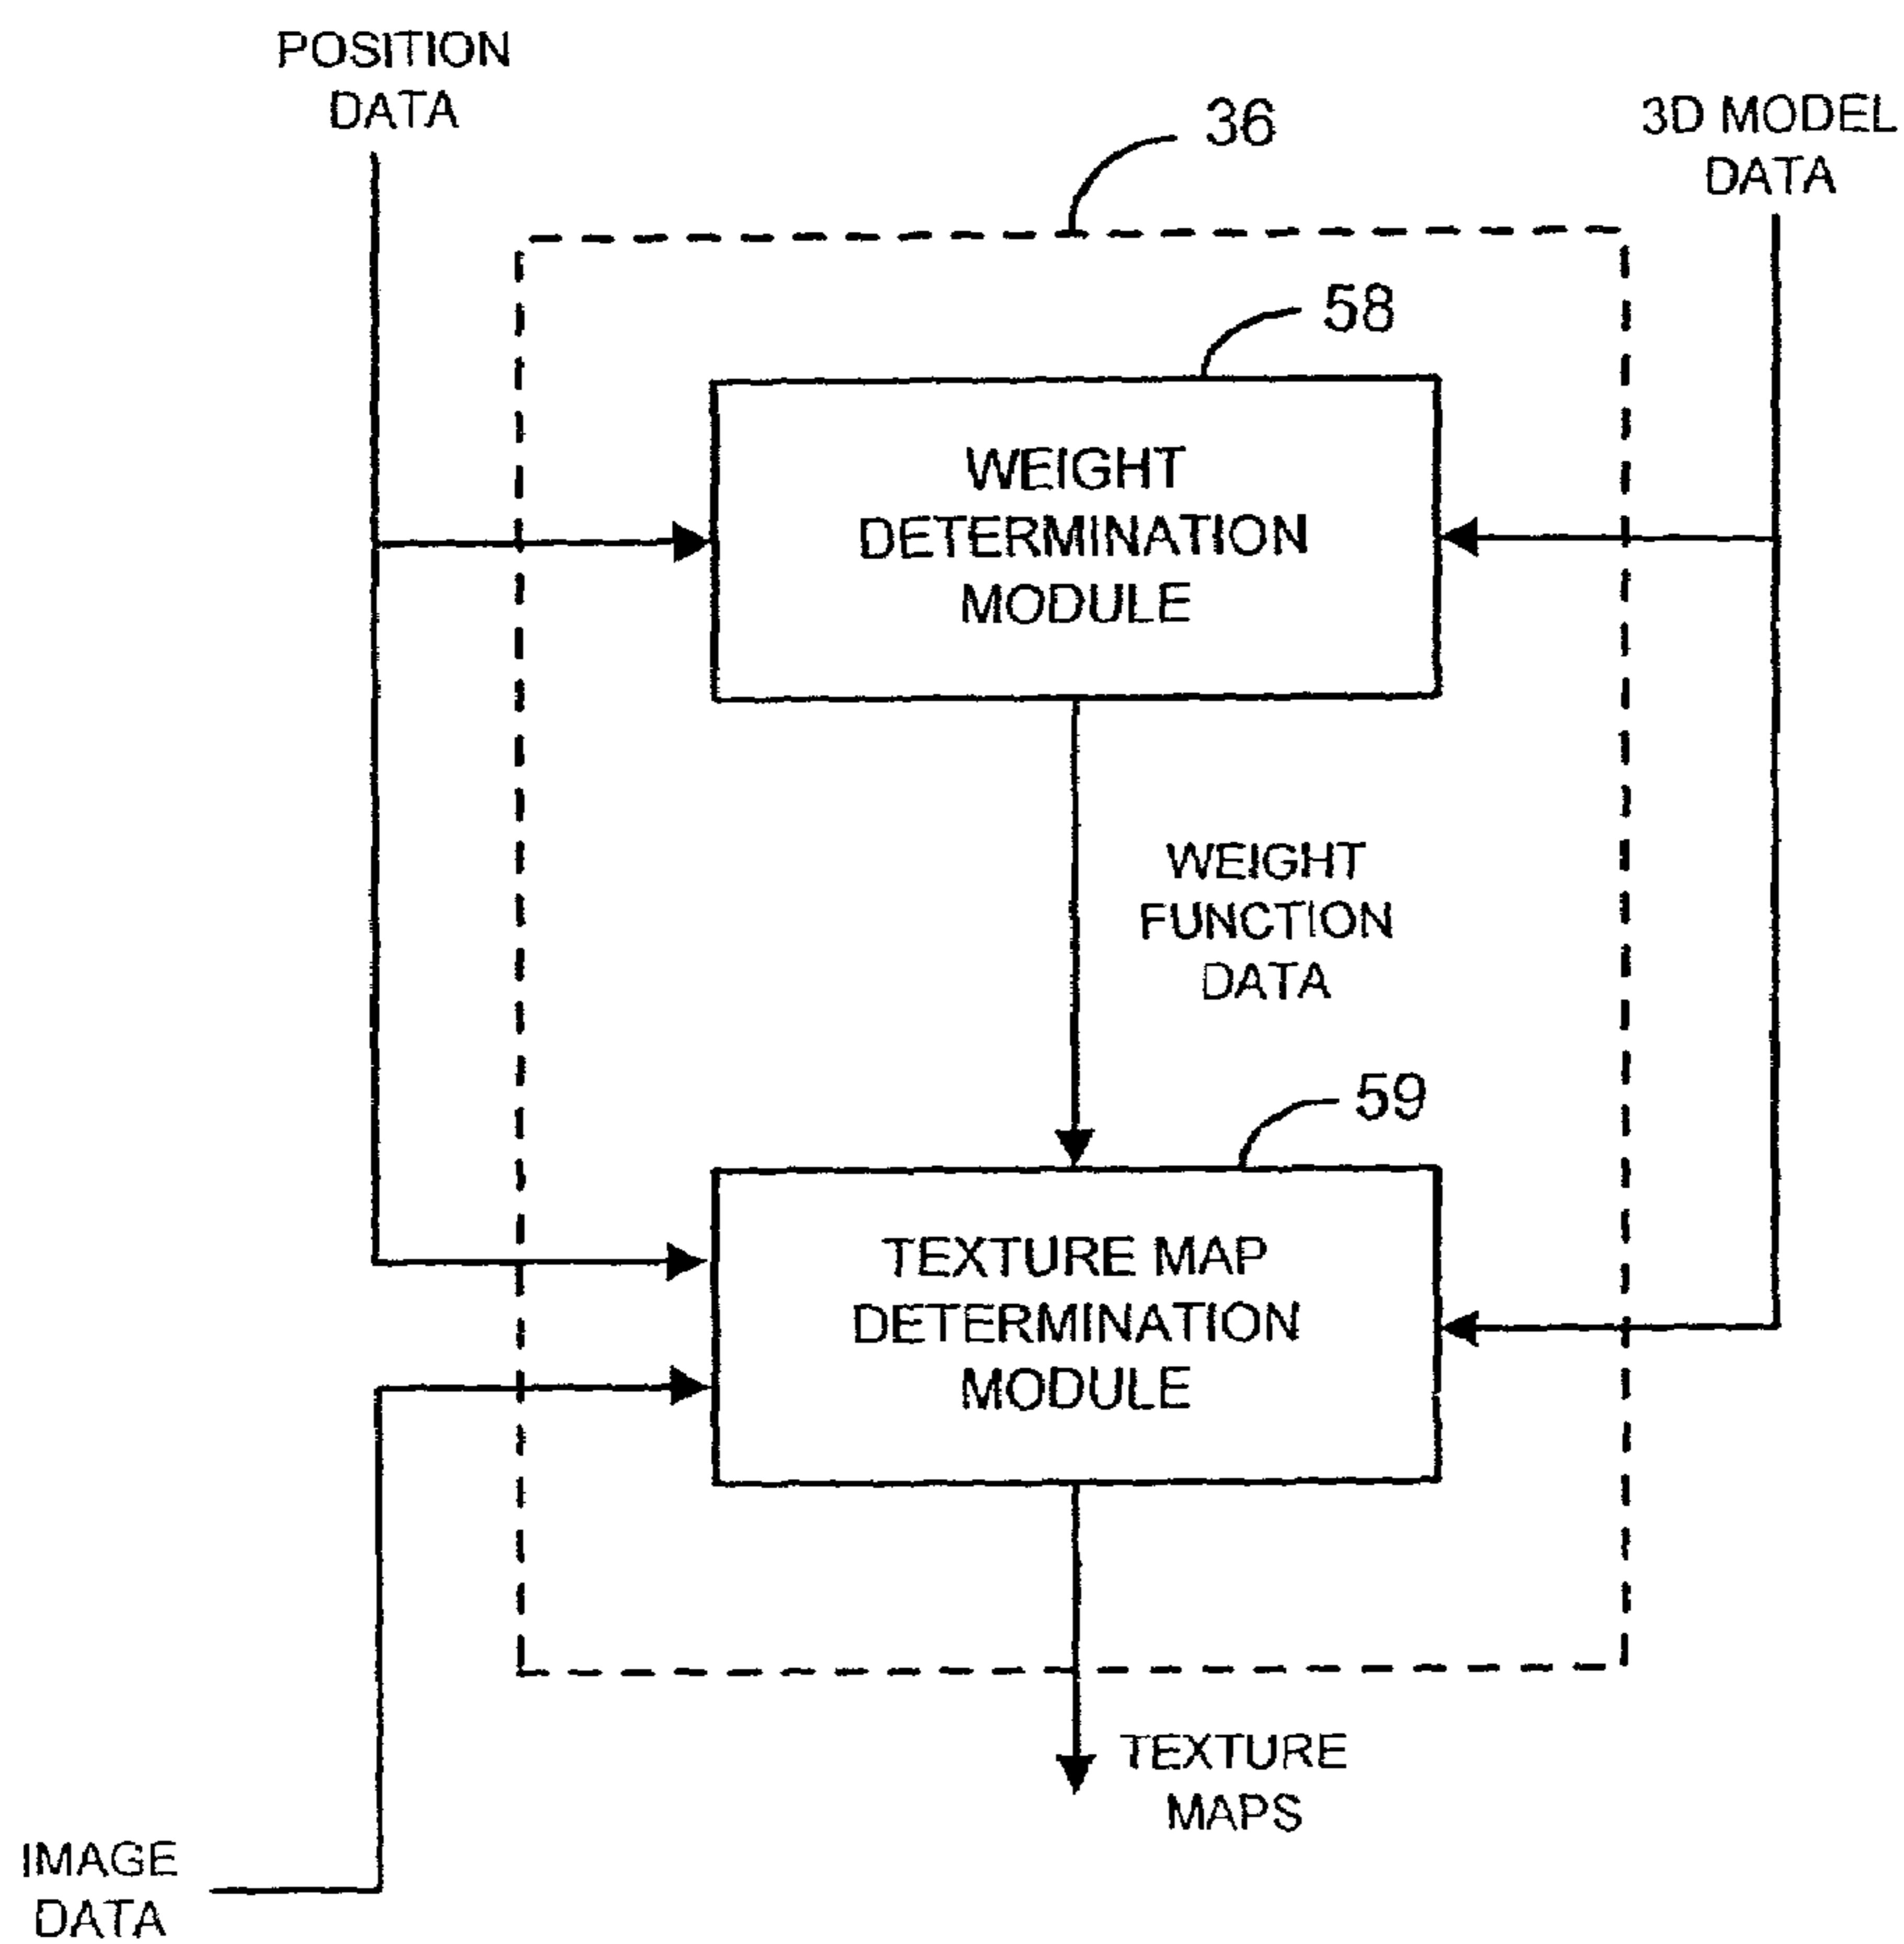 POSITION
DATA
36
3D MODEL
DATA
58
WEIGHT
DETERMINATION
MODULE
WEIGHT
FUNCTION
DATA
59
TEXTURE MAP
DETERMINATION
MODULE
TEXTURE
MAPS
IMAGE
DATA